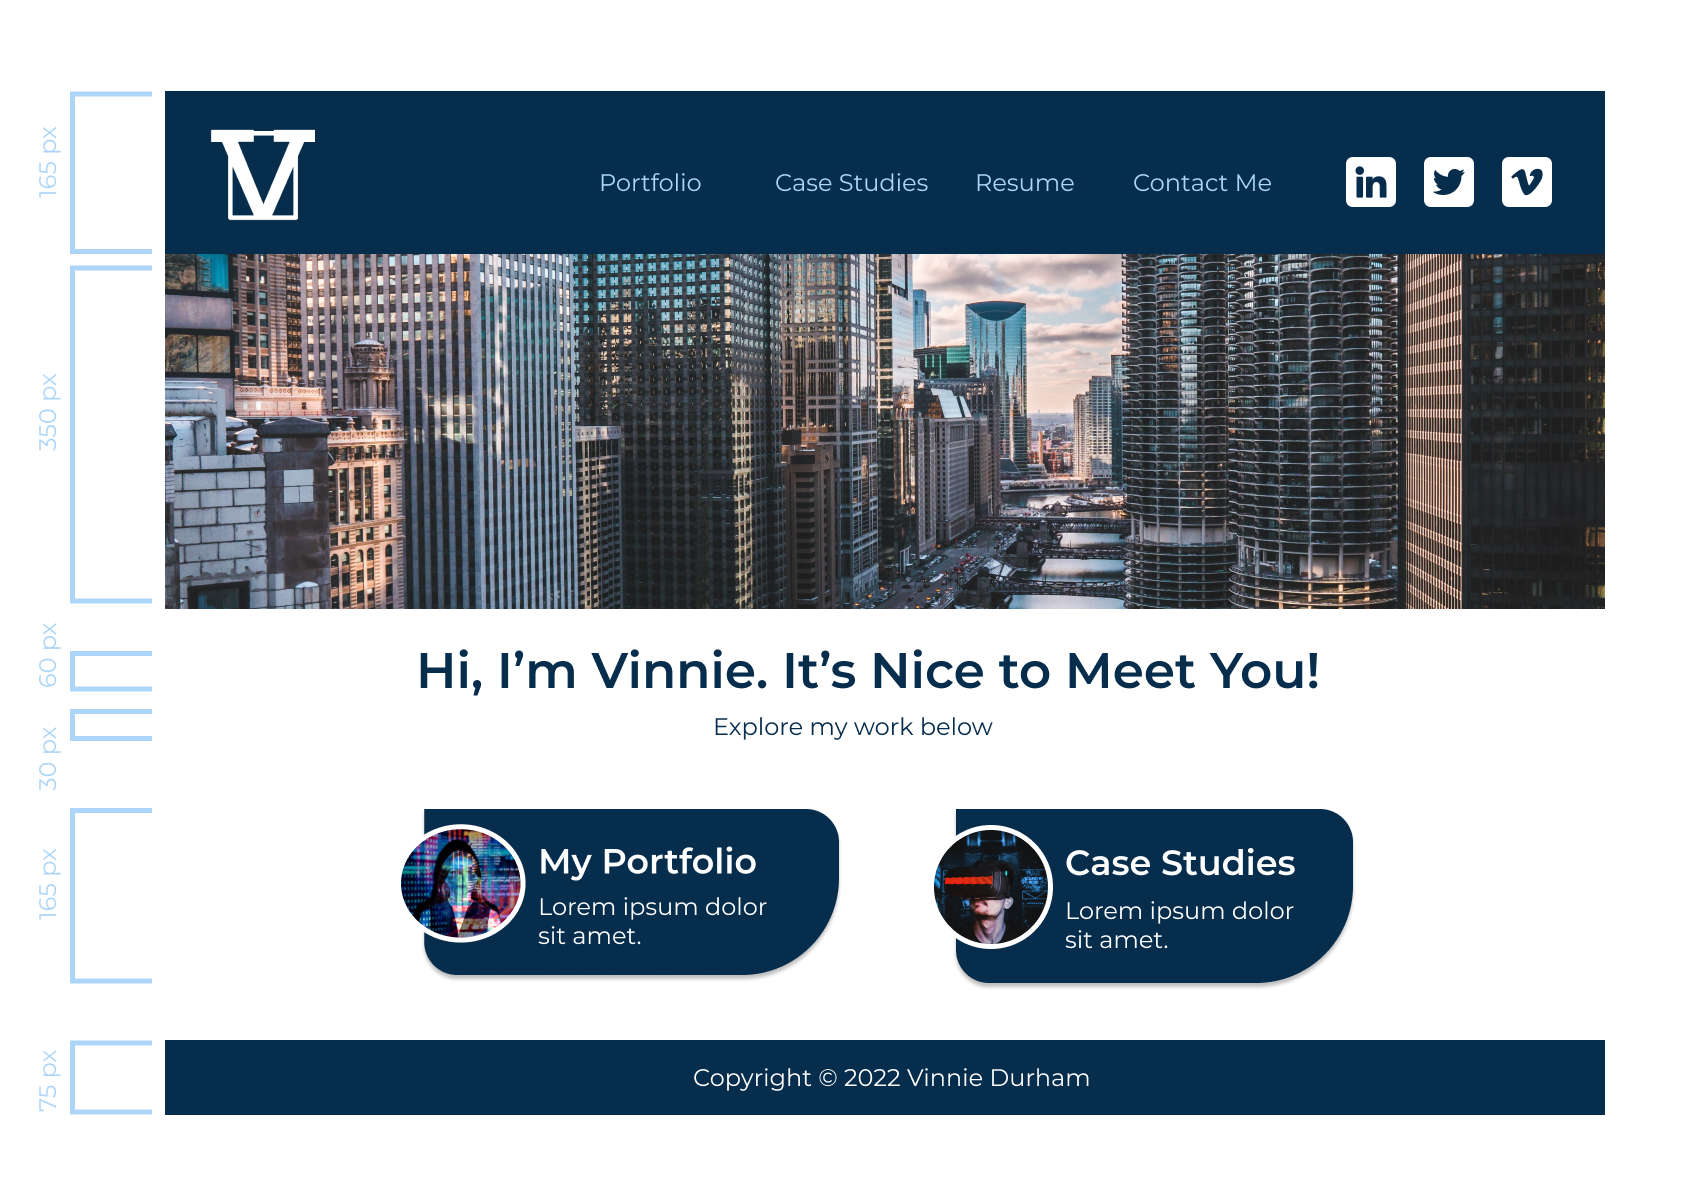 165 px
V
Portfolio
Case Studies
Resume
Contact Me
in
v
350 px
60 px
Hi, I’m Vinnie. It’s Nice to Meet You!
30 px
Explore my work below
165 px
My Portfolio
Lorem ipsum dolor
sit amet.
Case Studies
Lorem ipsum dolor
sit amet.
75 px
Copyright © 2022 Vinnie Durham